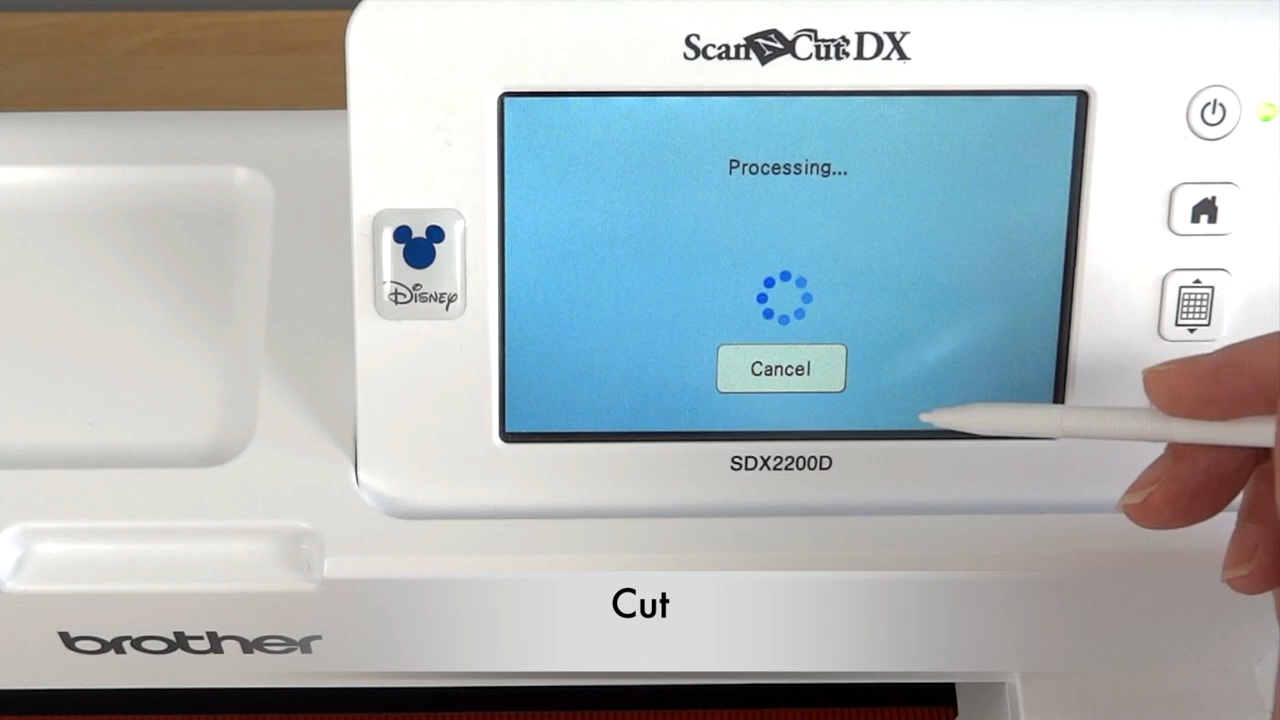 ScanNCut DX
Processing...
Disney
Cancel
SDX2200D
Cut
brother